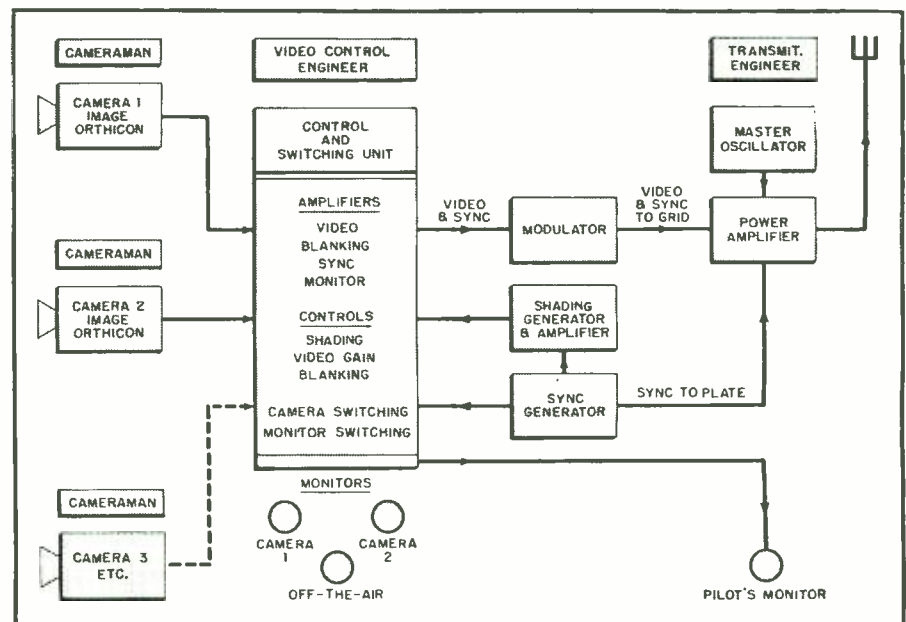 CAMERAMAN
CAMERA 1
IMAGE
ORTHICON
CAMERAMAN
CAMERA 2
IMAGE
ORTHICON
CAMERAMAN
CAMERA 3
ETC.
VIDEO CONTROL
ENGINEER
CONTROL
AND
SWITCHING UNIT
AMPLIFIERS
VIDEO
BLANKING
SYNC
MONITOR
CONTROLS
SHADING
VIDEO GAIN
BLANKING
CAMERA SWITCHING
MONITOR SWITCHING
MONITORS
CAMERA
1
CAMERA
2
OFF-THE-AIR
VIDEO
& SYNC
MODULATOR
VIDEO
& SYNC
TO GRID
SHADING
GENERATOR
& AMPLIFIER
SYNC
GENERATOR
SYNC TO PLATE
TRANSMIT.
ENGINEER
MASTER
OSCILLATOR
POWER
AMPLIFIER
PILOT'S MONITOR